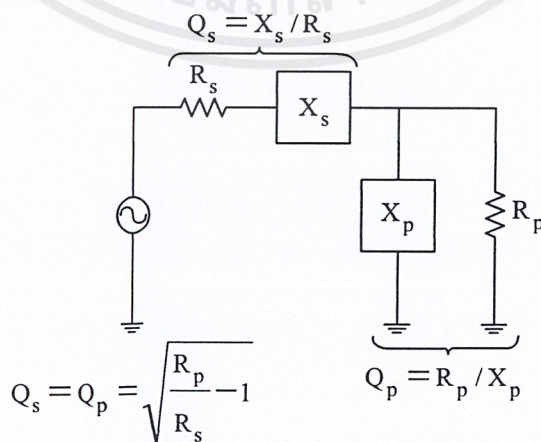 Q_s = X_s / R_s
R_s
X_s
X_p
R_p
Q_s = Q_p = √(R_p / R_s − 1)
Q_p = R_p / X_p